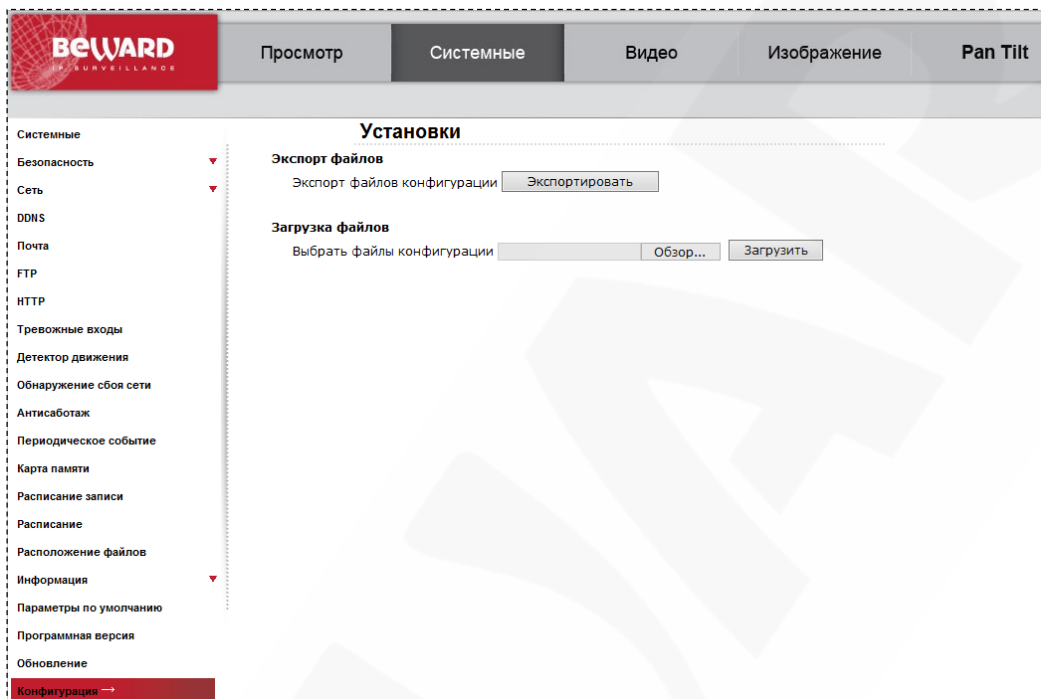 BEWARD
IP SURVEILLANCE
Просмотр
Системные
Видео
Изображение
Pan Tilt
Системные
Безопасность
Сеть
DDNS
Почта
FTP
HTTP
Тревожные входы
Детектор движения
Обнаружение сбоя сети
Антисаботаж
Периодическое событие
Карта памяти
Расписание записи
Расписание
Расположение файлов
Информация
Параметры по умолчанию
Программная версия
Обновление
Конфигурация →
Установки
Экспорт файлов
Экспорт файлов конфигурации Экспортировать
Загрузка файлов
Выбрать файлы конфигурации Обзор... Загрузить